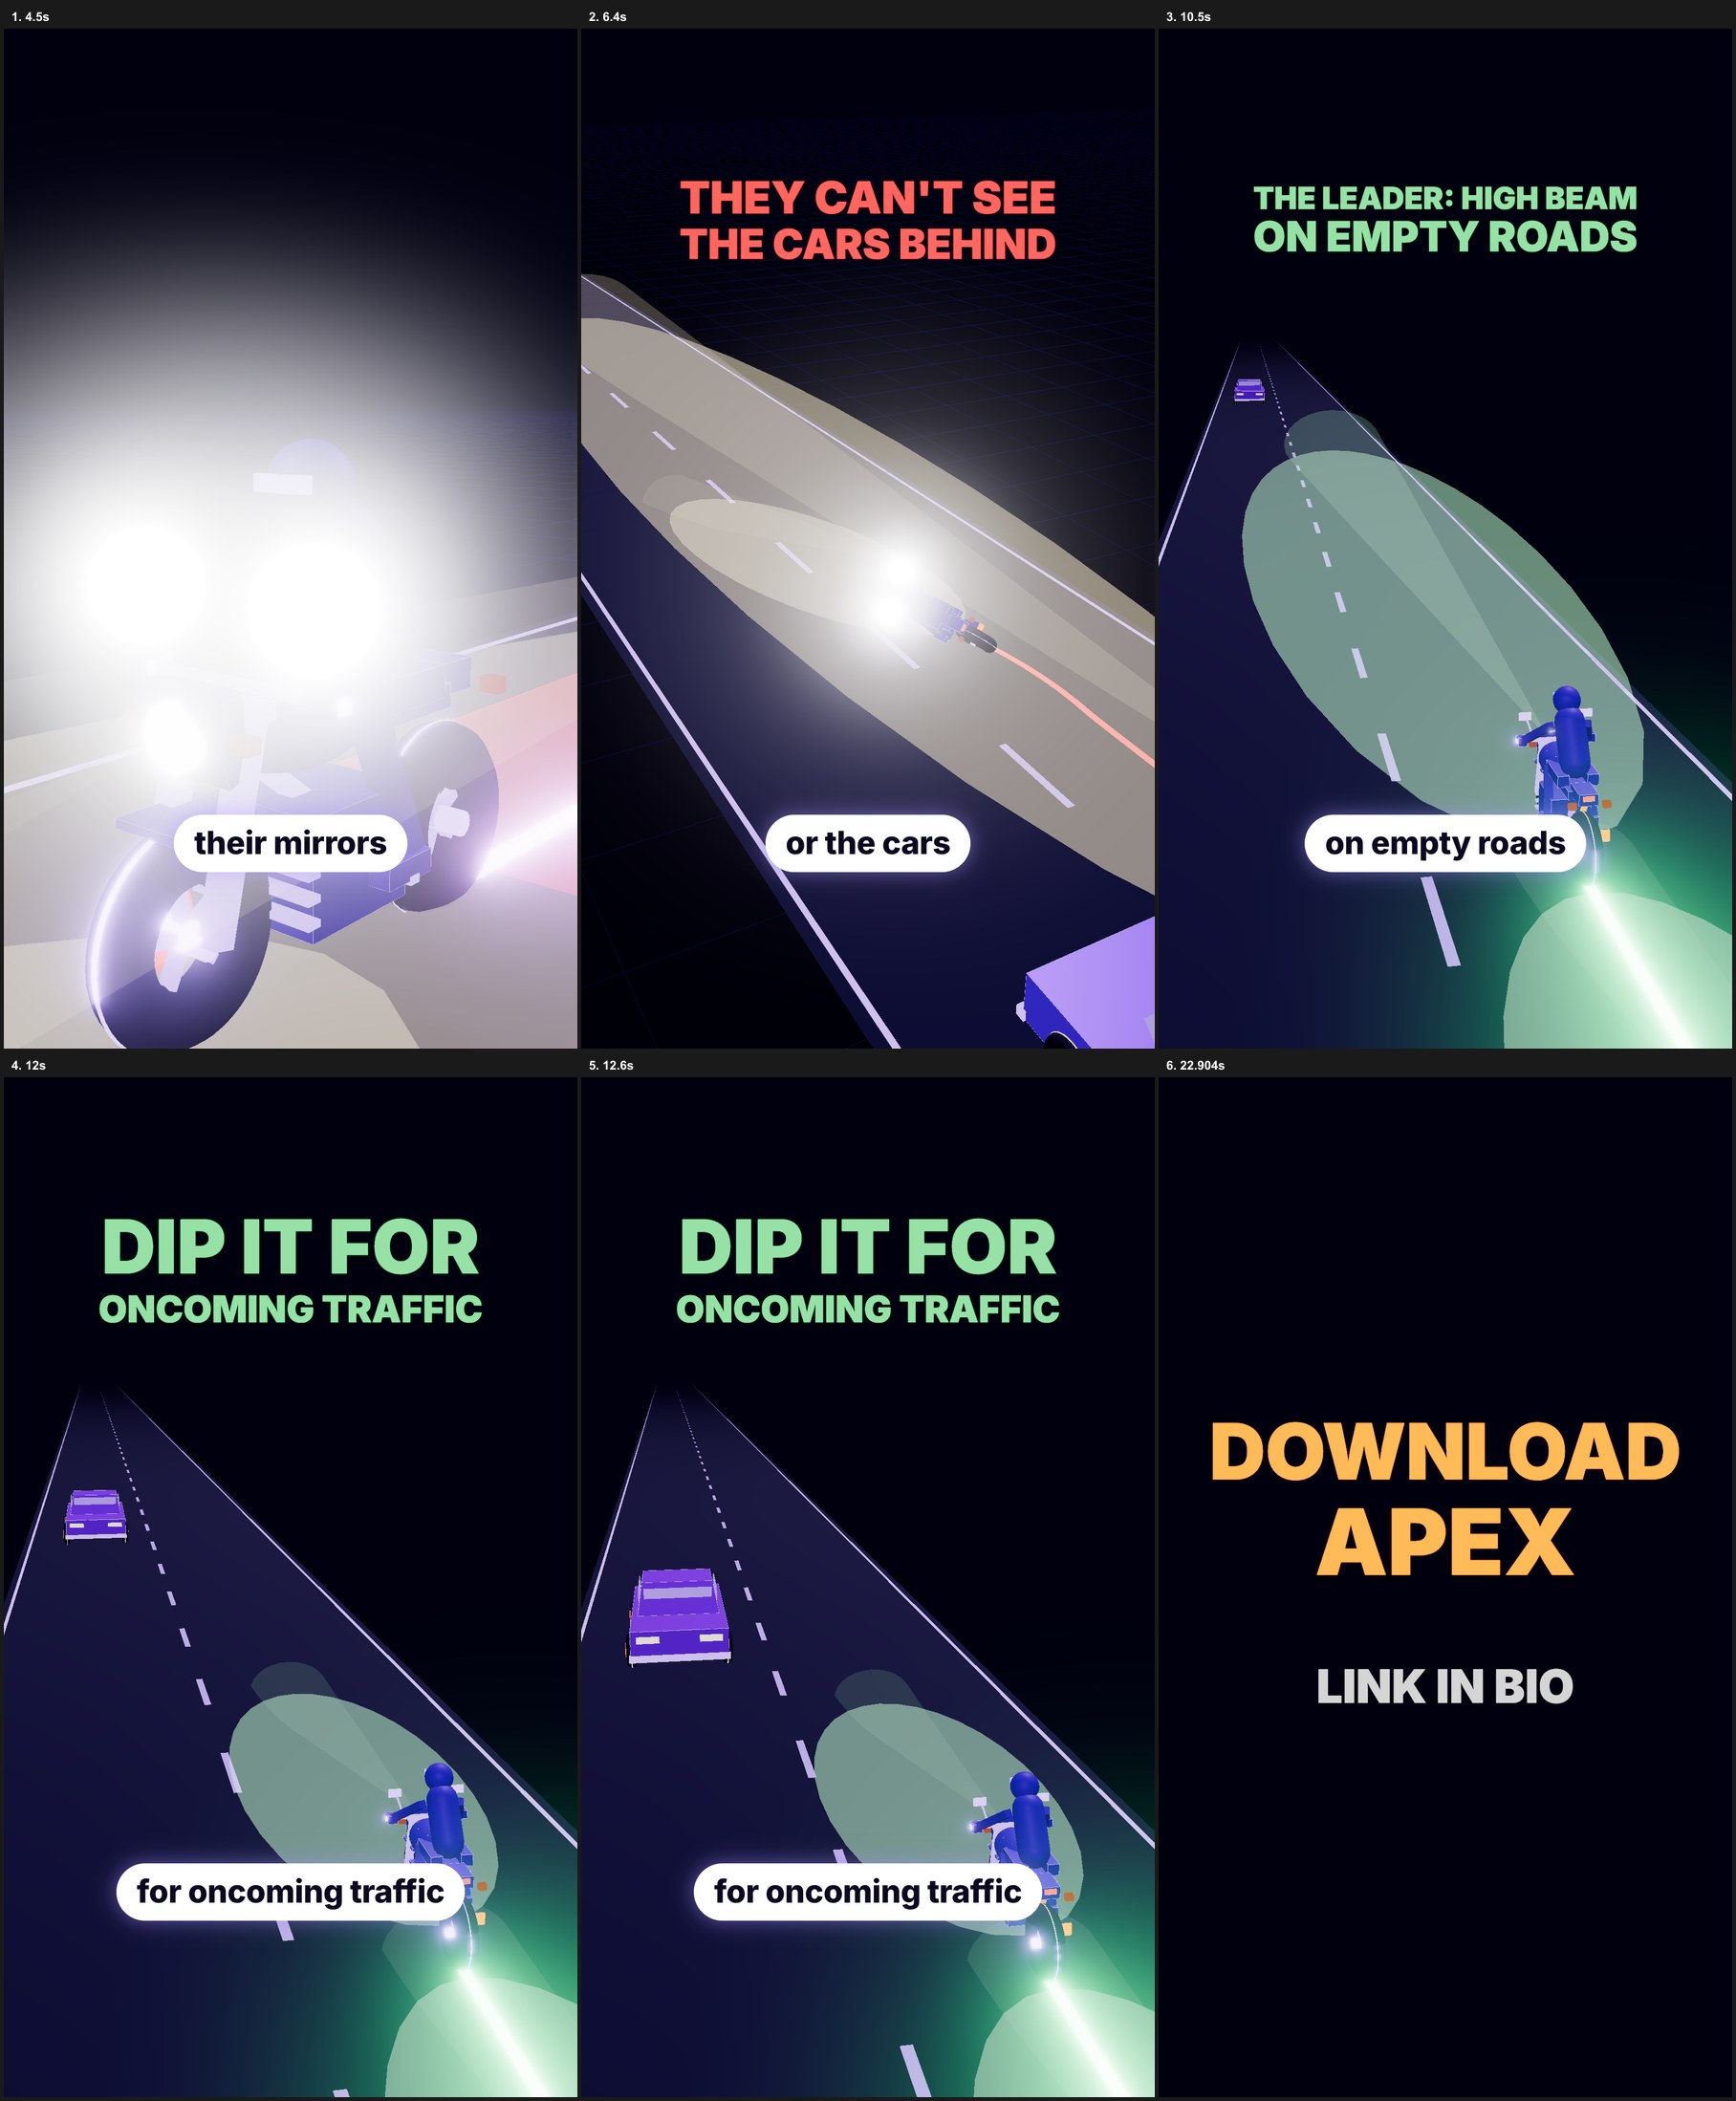 1. 4.5s
their mirrors
2. 6.4s
THEY CAN'T SEE
THE CARS BEHIND
or the cars
3. 10.5s
THE LEADER: HIGH BEAM
ON EMPTY ROADS
on empty roads
4. 12s
DIP IT FOR
ONCOMING TRAFFIC
for oncoming traffic
5. 12.6s
DIP IT FOR
ONCOMING TRAFFIC
for oncoming traffic
6. 22.904s
DOWNLOAD
APEX
LINK IN BIO